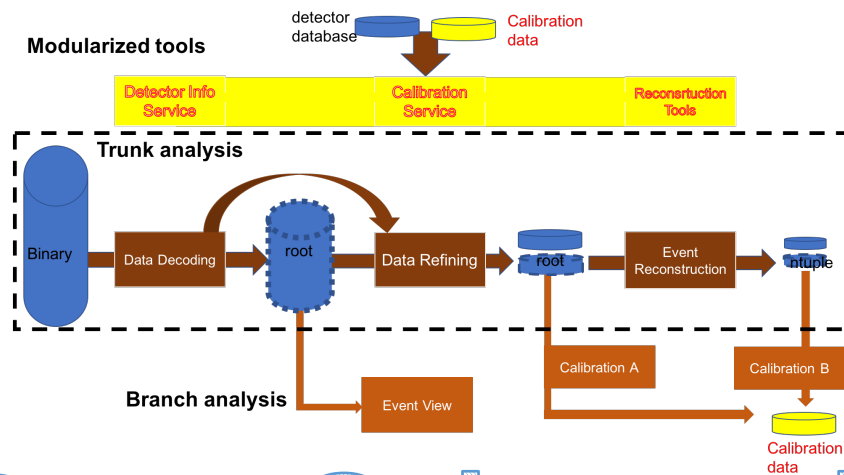 detector
database
Calibration
data
Modularized tools
Detector Info
Service
Calibration
Service
Reconsrtuction
Tools
Trunk analysis
Binary
Data Decoding
root
Data Refining
root
Event
Reconstruction
ntuple
Calibration A
Calibration B
Branch analysis
Event View
Calibration
data